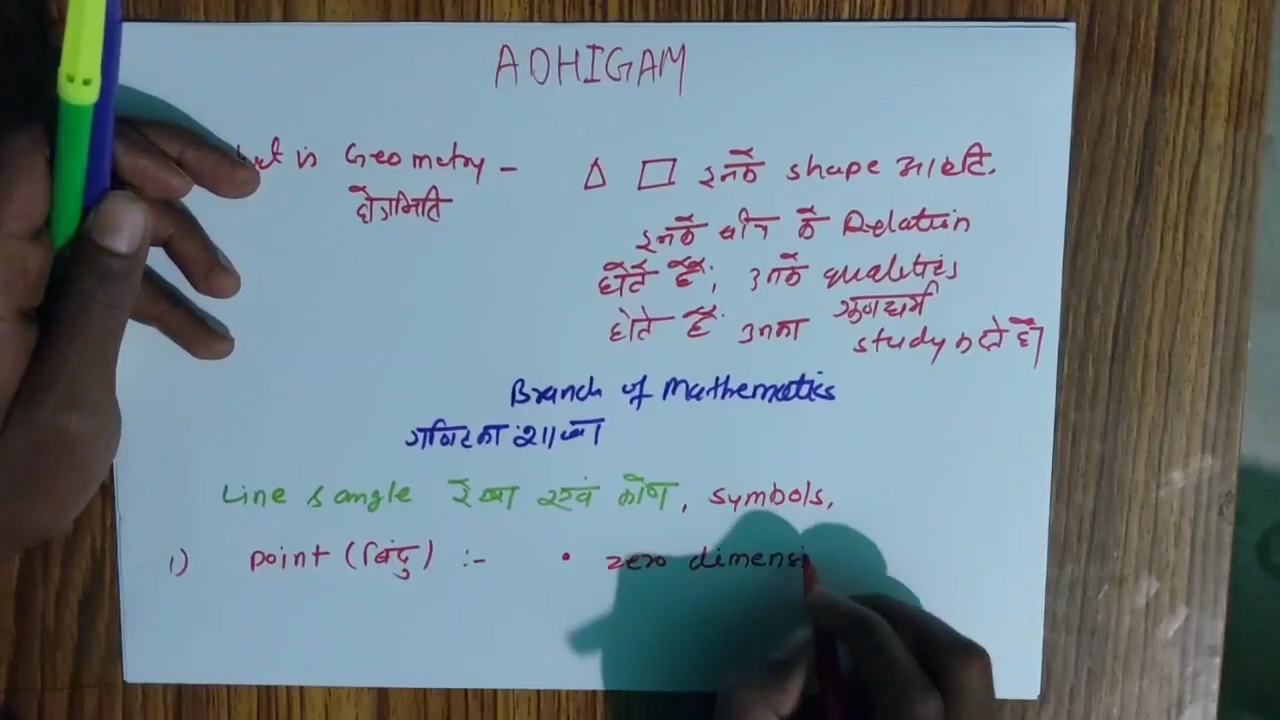 ADHIGAM
is Geometry - △ □ इनके shape आकृति.
इनके बीच के Relation
होते हैं; उनके qualities
गुणधर्म
होते हैं उनका study करते हैं।
Branch of Mathematics
गणित का शाखा
Line & angle रेखा एवं कोण, symbols,
1) point (बिंदु) :- • zero dimensi